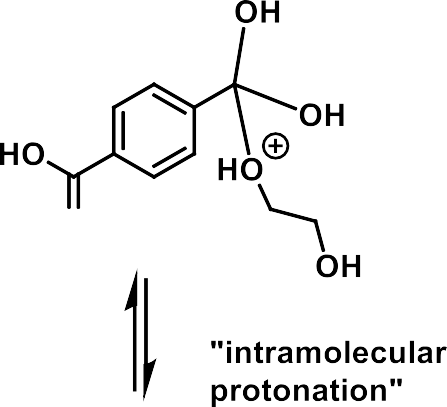 OH
OH
HO
HO
+
OH
"intramolecular
protonation"